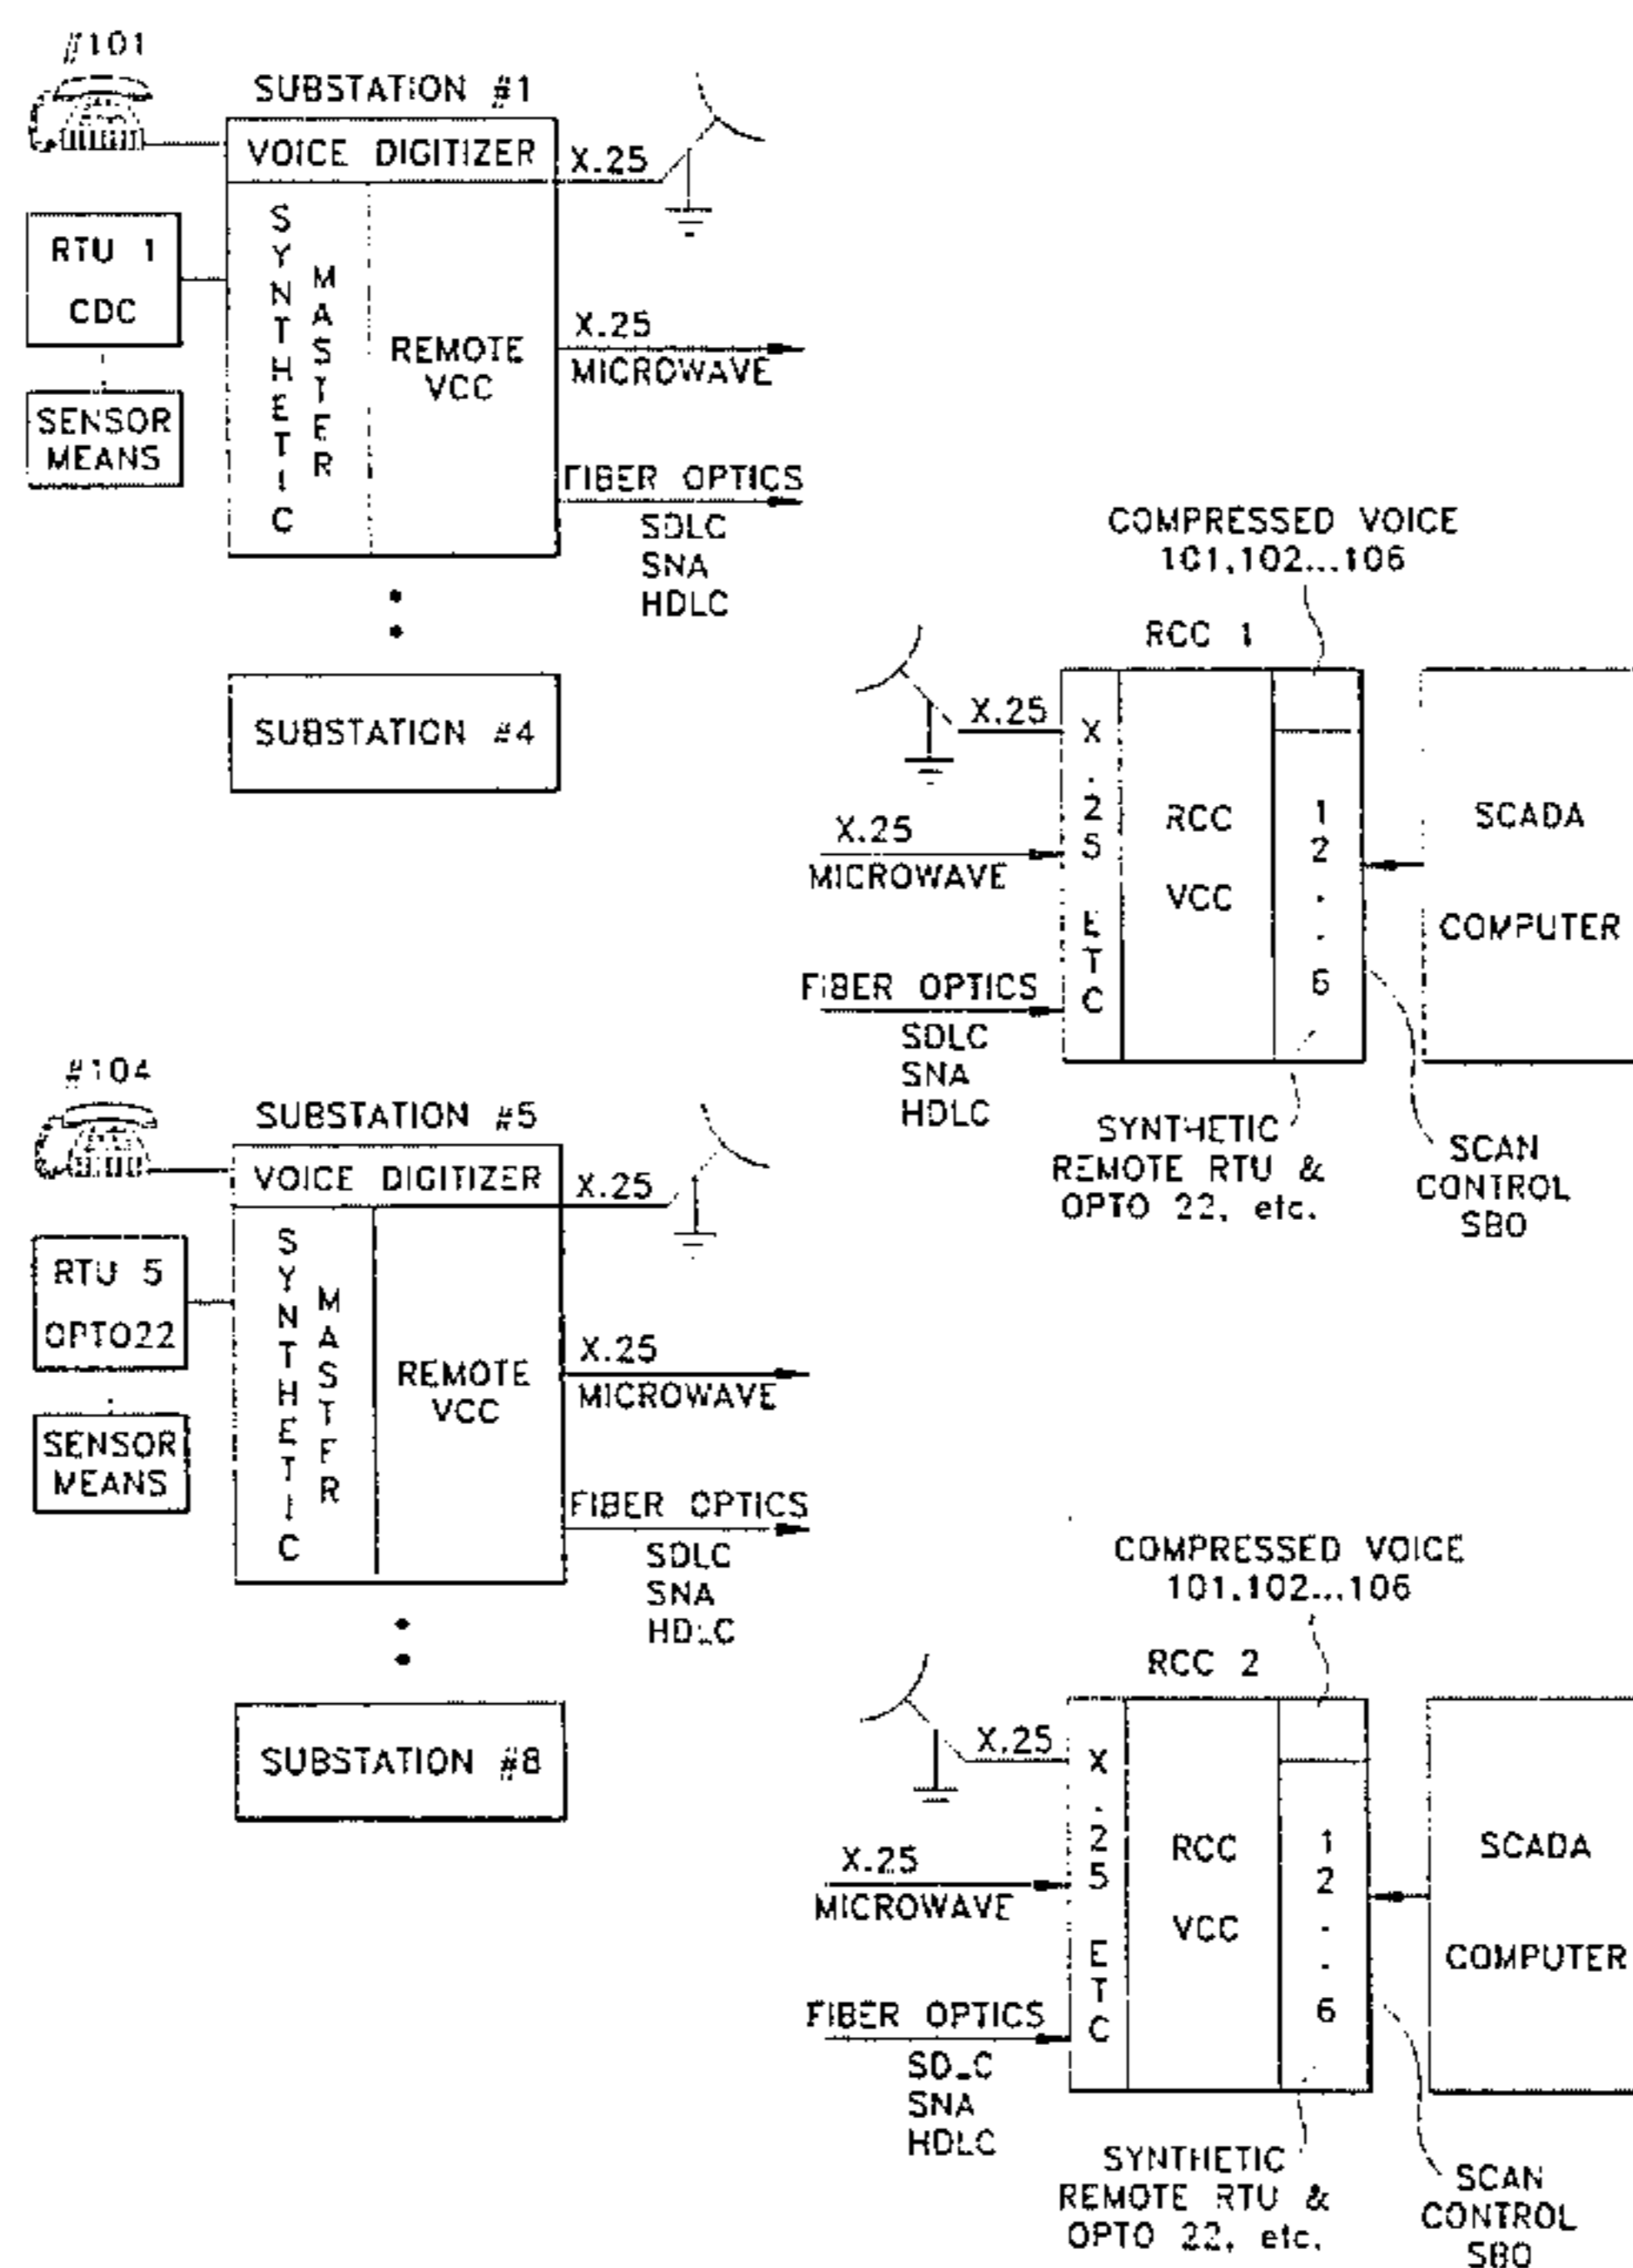 #101
SUBSTATION #1
VOICE DIGITIZER
X.25
RTU 1
CDC
SENSOR
MEANS
SYNTHETIC
MASTER
REMOTE
VCC
X.25
MICROWAVE
FIBER OPTICS
SDLC
SNA
HDLC
SUBSTATION #4
COMPRESSED VOICE
101,102...106
RCC 1
X.25
X.25
MICROWAVE
FIBER OPTICS
SDLC
SNA
HDLC
X.25 ETC
RCC
VCC
1
2
.
.
6
SCADA
COMPUTER
SYNTHETIC
REMOTE RTU &
OPTO 22, etc.
SCAN
CONTROL
SBO
#104
SUBSTATION #5
VOICE DIGITIZER
X.25
RTU 5
OPTO22
SENSOR
MEANS
SYNTHETIC
MASTER
REMOTE
VCC
X.25
MICROWAVE
FIBER OPTICS
SDLC
SNA
HDLC
SUBSTATION #8
COMPRESSED VOICE
101,102...106
RCC 2
X.25
X.25
MICROWAVE
FIBER OPTICS
SDLC
SNA
HDLC
X.25 ETC
RCC
VCC
1
2
.
.
6
SCADA
COMPUTER
SYNTHETIC
REMOTE RTU &
OPTO 22, etc.
SCAN
CONTROL
SBO